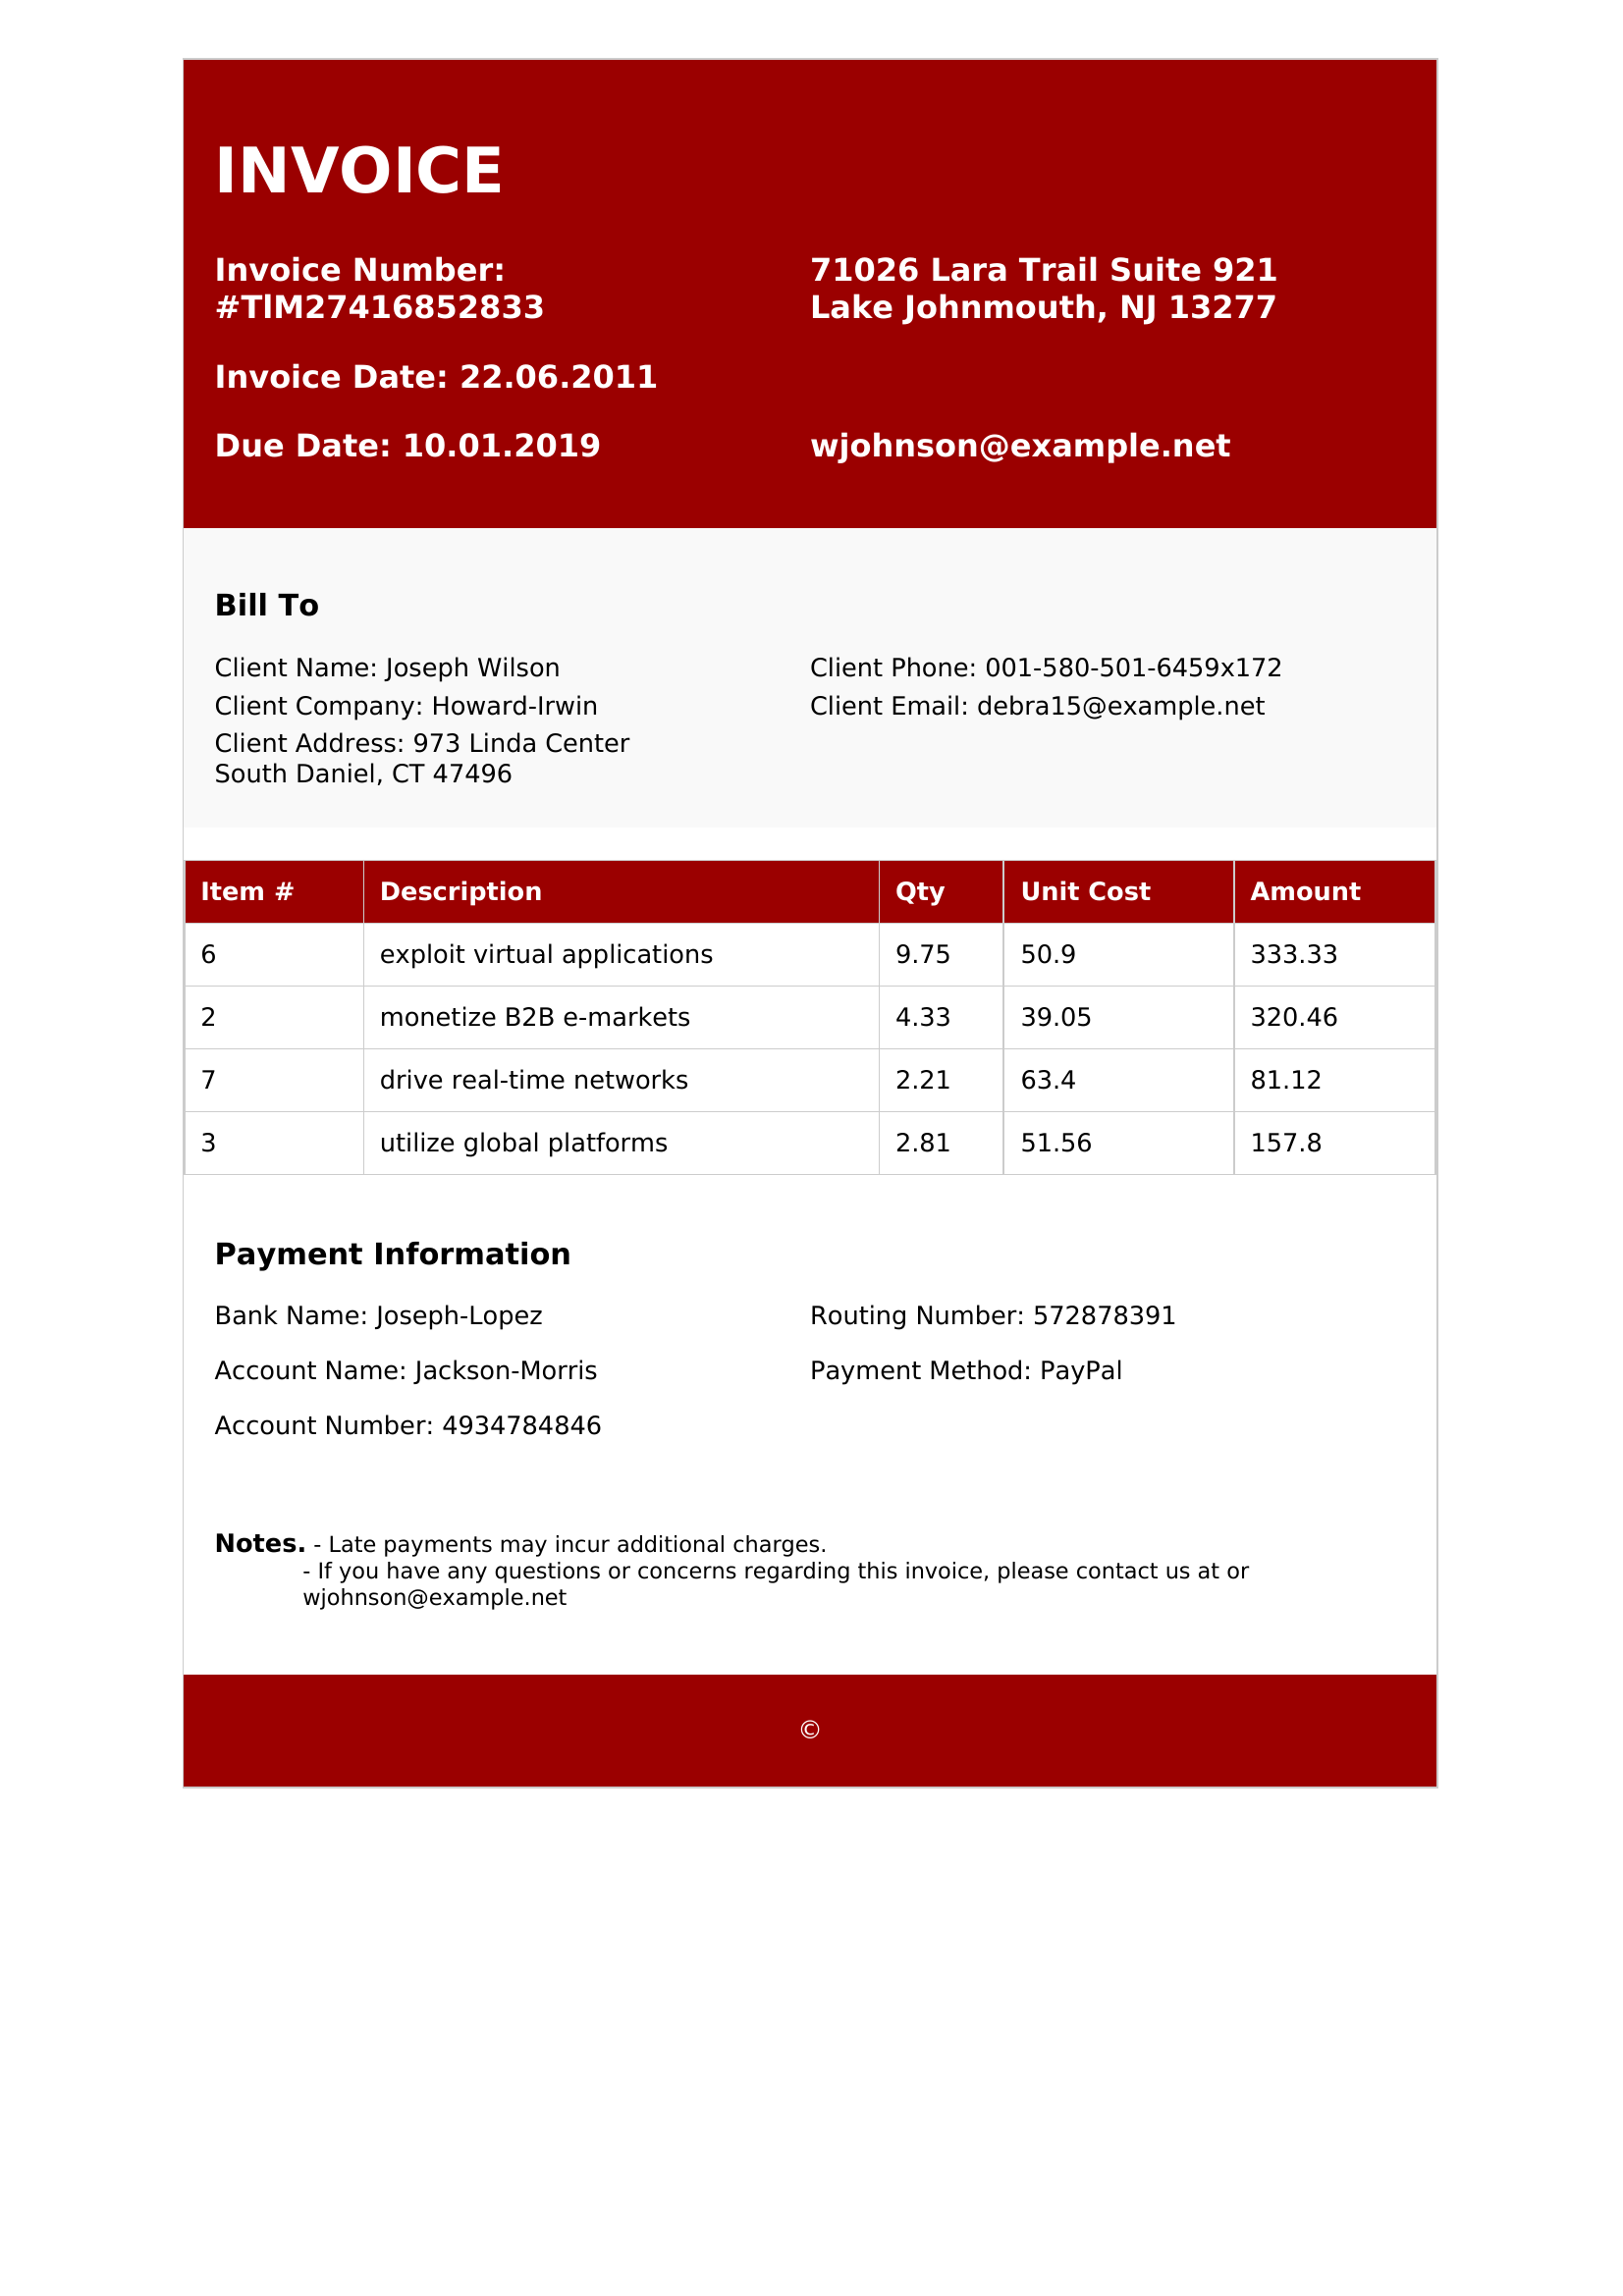 INVOICE
Invoice Number:
#TlM27416852833
71026 Lara Trail Suite 921
Lake Johnmouth, NJ 13277
Invoice Date: 22.06.2011
Due Date: 10.01.2019
wjohnson@example.net
Bill To
Client Name: Joseph Wilson
Client Phone: 001-580-501-6459x172
Client Company: Howard-Irwin
Client Email: debra15@example.net
Client Address: 973 Linda Center
South Daniel, CT 47496
Item # Description Qty Unit Cost Amount
6 exploit virtual applications 9.75 50.9 333.33
2 monetize B2B e-markets 4.33 39.05 320.46
7 drive real-time networks 2.21 63.4 81.12
3 utilize global platforms 2.81 51.56 157.8
Payment Information
Bank Name: Joseph-Lopez
Routing Number: 572878391
Account Name: Jackson-Morris
Payment Method: PayPal
Account Number: 4934784846
Notes. - Late payments may incur additional charges.
- If you have any questions or concerns regarding this invoice, please contact us at or
wjohnson@example.net
©